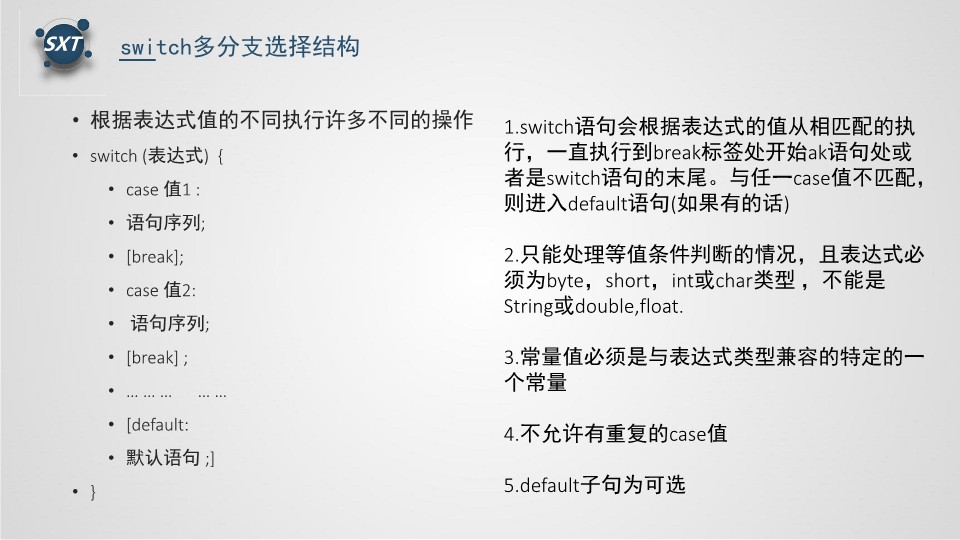 SXT
switch多分支选择结构
• 根据表达式值的不同执行许多不同的操作
• switch (表达式) {
• case 值1 :
• 语句序列;
• [break];
• case 值2:
• 语句序列;
• [break] ;
• … … … … …
• [default:
• 默认语句 ;]
• }
1.switch语句会根据表达式的值从相匹配的执
行，一直执行到break标签处开始ak语句处或
者是switch语句的末尾。与任一case值不匹配，
则进入default语句(如果有的话)
2.只能处理等值条件判断的情况，且表达式必
须为byte，short，int或char类型 ，不能是
String或double,float.
3.常量值必须是与表达式类型兼容的特定的一
个常量
4.不允许有重复的case值
5.default子句为可选